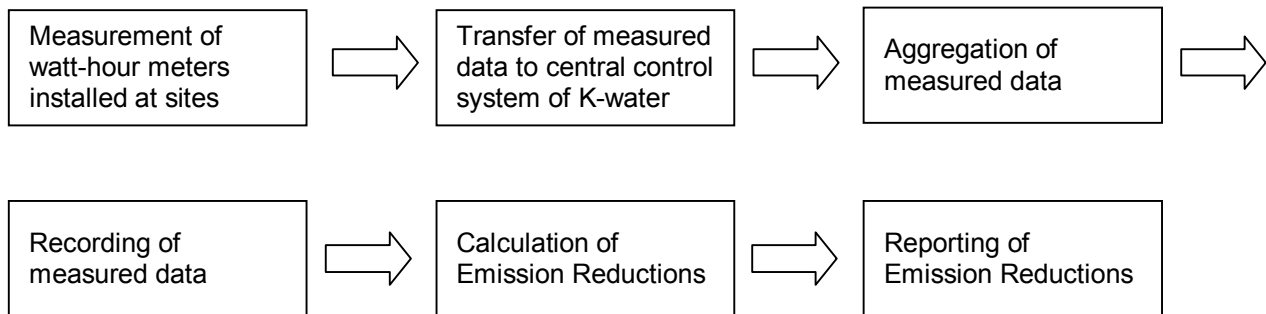 Measurement of
watt-hour meters
installed at sites
Transfer of measured
data to central control
system of K-water
Aggregation of
measured data
Recording of
measured data
Calculation of
Emission Reductions
Reporting of
Emission Reductions